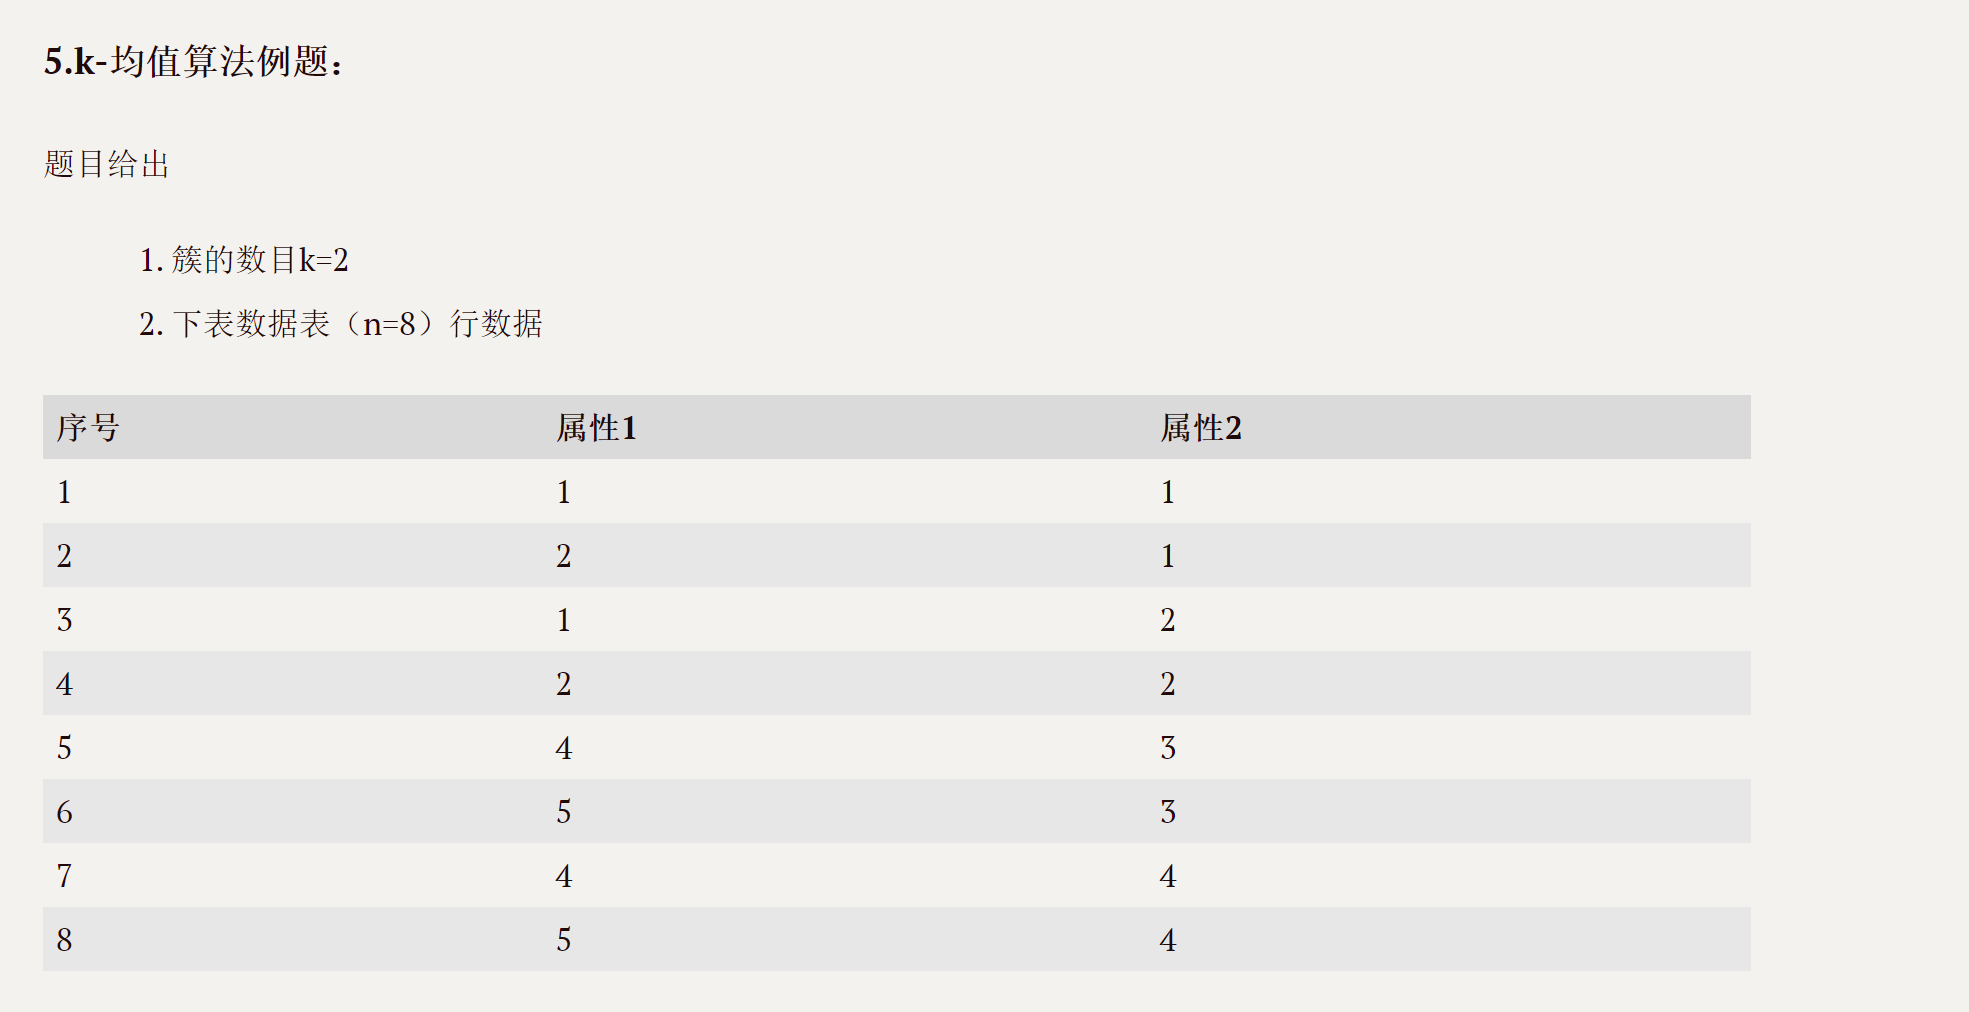 5.k-均值算法例题：
题目给出
1. 簇的数目k=2
2. 下表数据表（n=8）行数据
序号 属性1 属性2
1 1 1
2 2 1
3 1 2
4 2 2
5 4 3
6 5 3
7 4 4
8 5 4